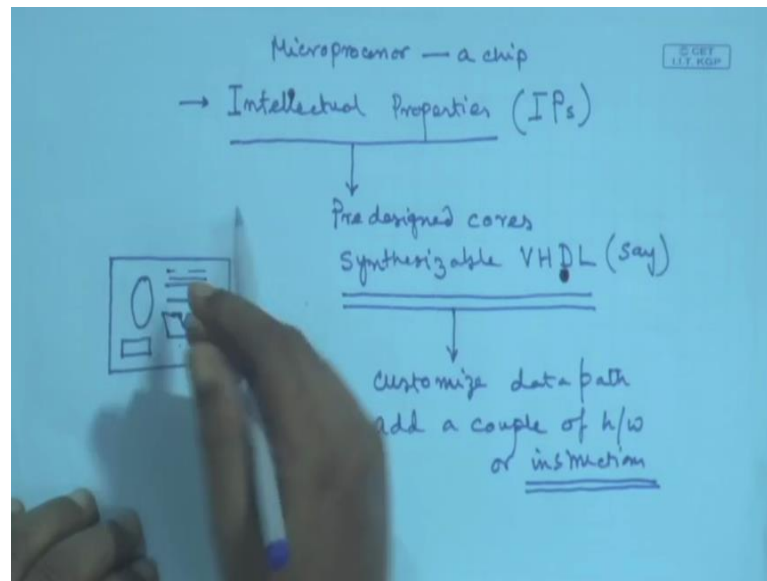 Microprocessor — a chip
© CET
I.I.T. KGP
→ Intellectual Properties (IPs)
Predesigned cores
Synthesizable VHDL (say)
customize data path
add a couple of h/w
or instruction